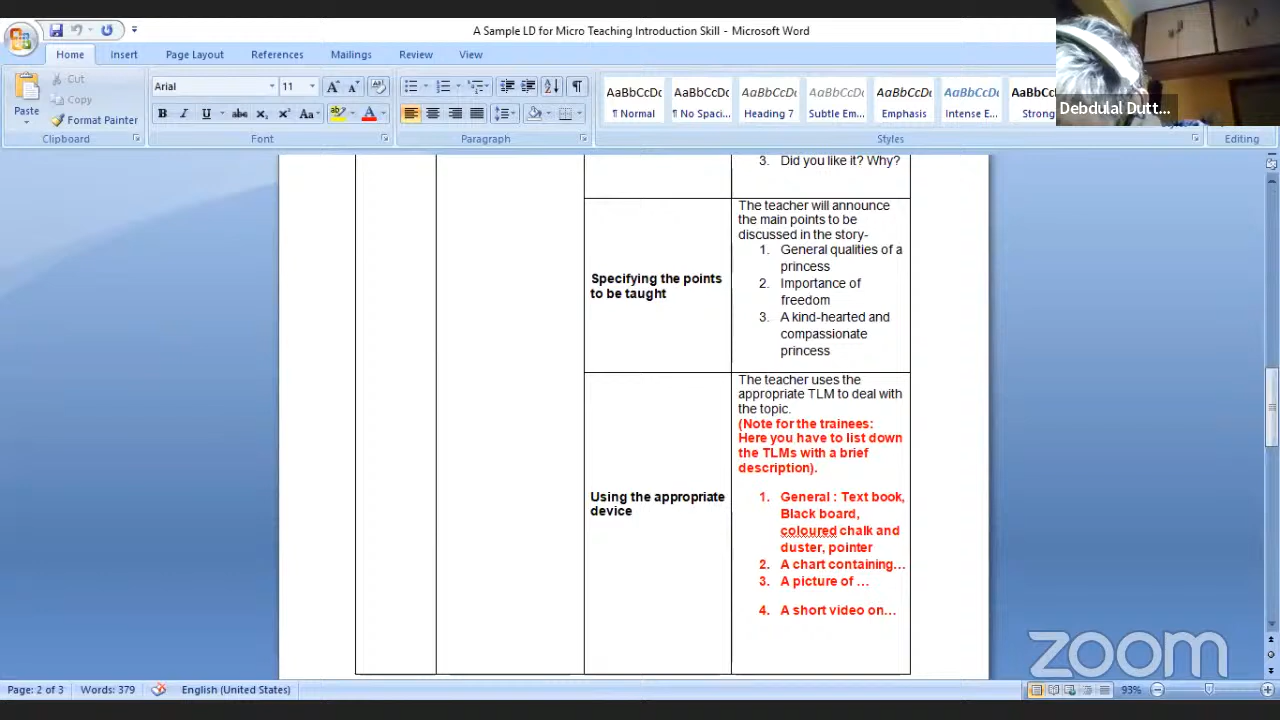 A Sample LD for Micro Teaching Introduction Skill - Microsoft Word
Home Insert Page Layout References Mailings Review View
Paste
Cut
Copy
Format Painter
Clipboard
Arial 11
Font
Paragraph
AaBbCcDc AaBbCcDc AaBbCcDc AaBbCcDc AaBbCcDc AaBbCcDc AaBbCcDc
¶ Normal ¶ No Spaci... Heading 7 Subtle Em... Emphasis Intense E... Strong
Styles
Editing
Debdulal Dutt...
3. Did you like it? Why?
Specifying the points
to be taught
The teacher will announce
the main points to be
discussed in the story-
1. General qualities of a
princess
2. Importance of
freedom
3. A kind-hearted and
compassionate
princess
Using the appropriate
device
The teacher uses the
appropriate TLM to deal with
the topic.
(Note for the trainees:
Here you have to list down
the TLMs with a brief
description).
1. General : Text book,
Black board,
coloured chalk and
duster, pointer
2. A chart containing…
3. A picture of …
4. A short video on…
zoom
Page: 2 of 3 Words: 379 English (United States) 93%